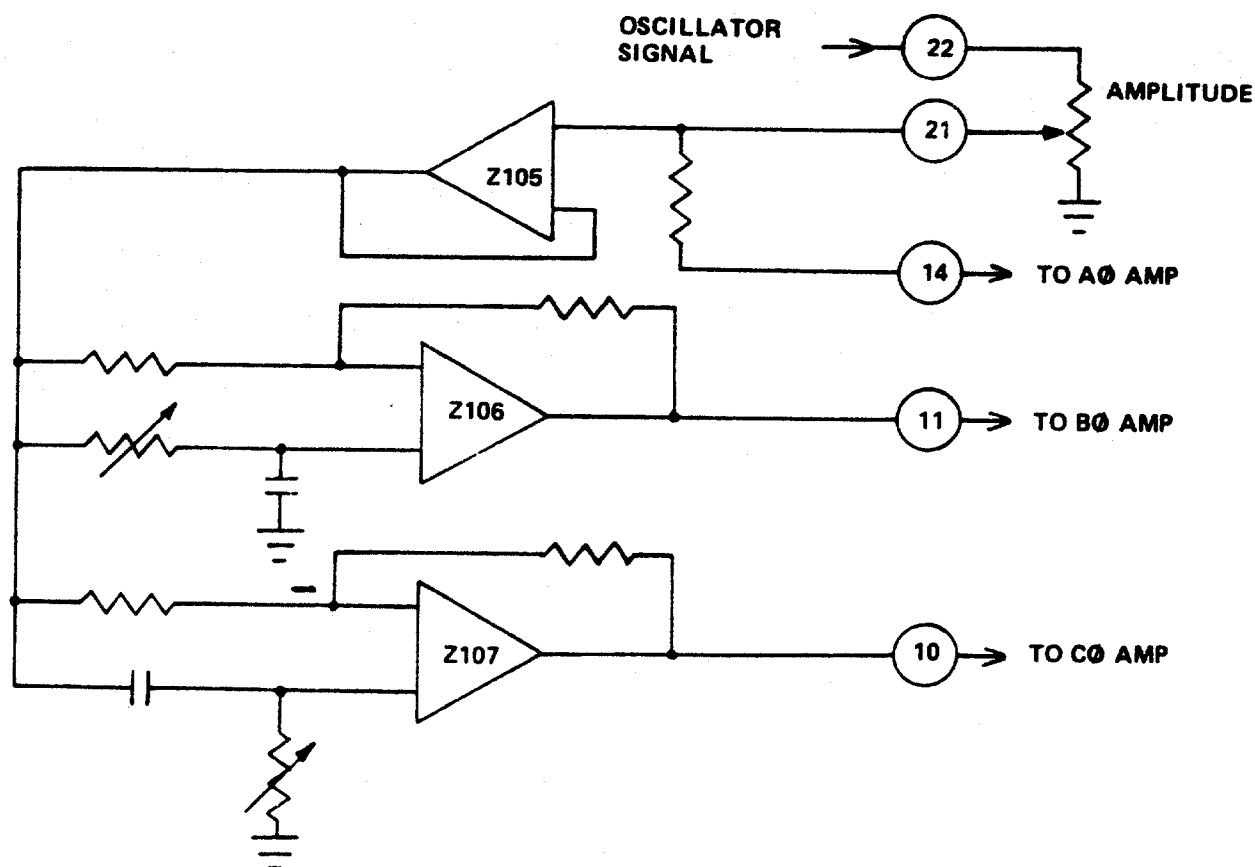 OSCILLATOR
SIGNAL
22
AMPLITUDE
21
Z105
14
TO AØ AMP
Z106
11
TO BØ AMP
Z107
10
TO CØ AMP